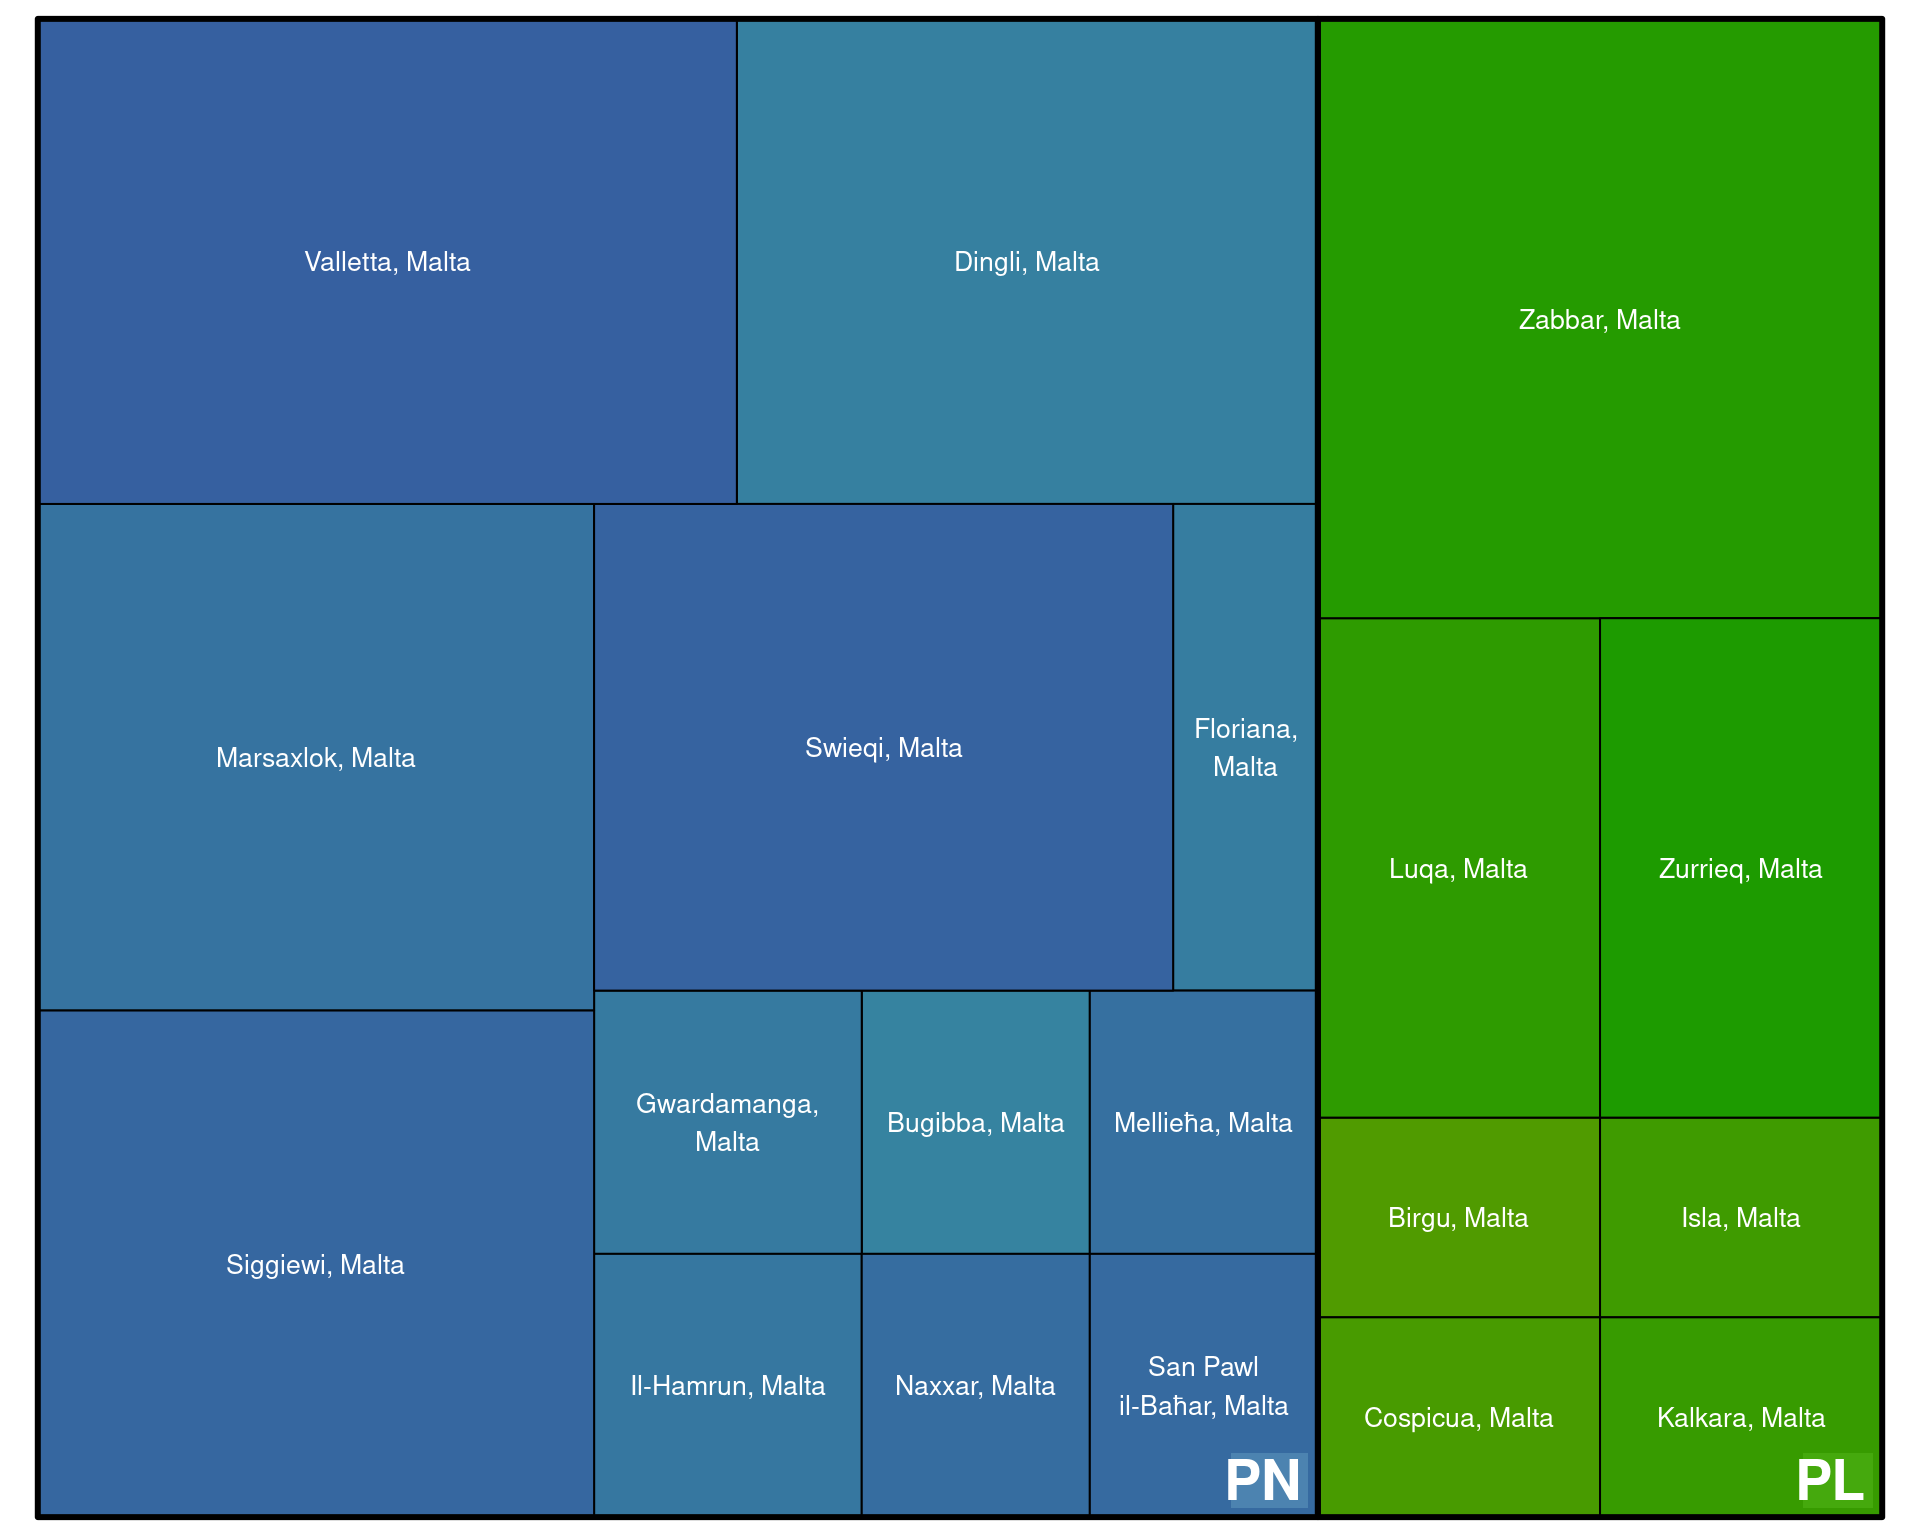 Valletta, Malta
Dingli, Malta
Zabbar, Malta
Marsaxlok, Malta
Swieqi, Malta
Floriana,
Malta
Luqa, Malta
Zurrieq, Malta
Siggiewi, Malta
Gwardamanga,
Malta
Bugibba, Malta
Mellieħa, Malta
Birgu, Malta
Isla, Malta
Il-Hamrun, Malta
Naxxar, Malta
San Pawl
il-Baħar, Malta
Cospicua, Malta
Kalkara, Malta
PN
PL